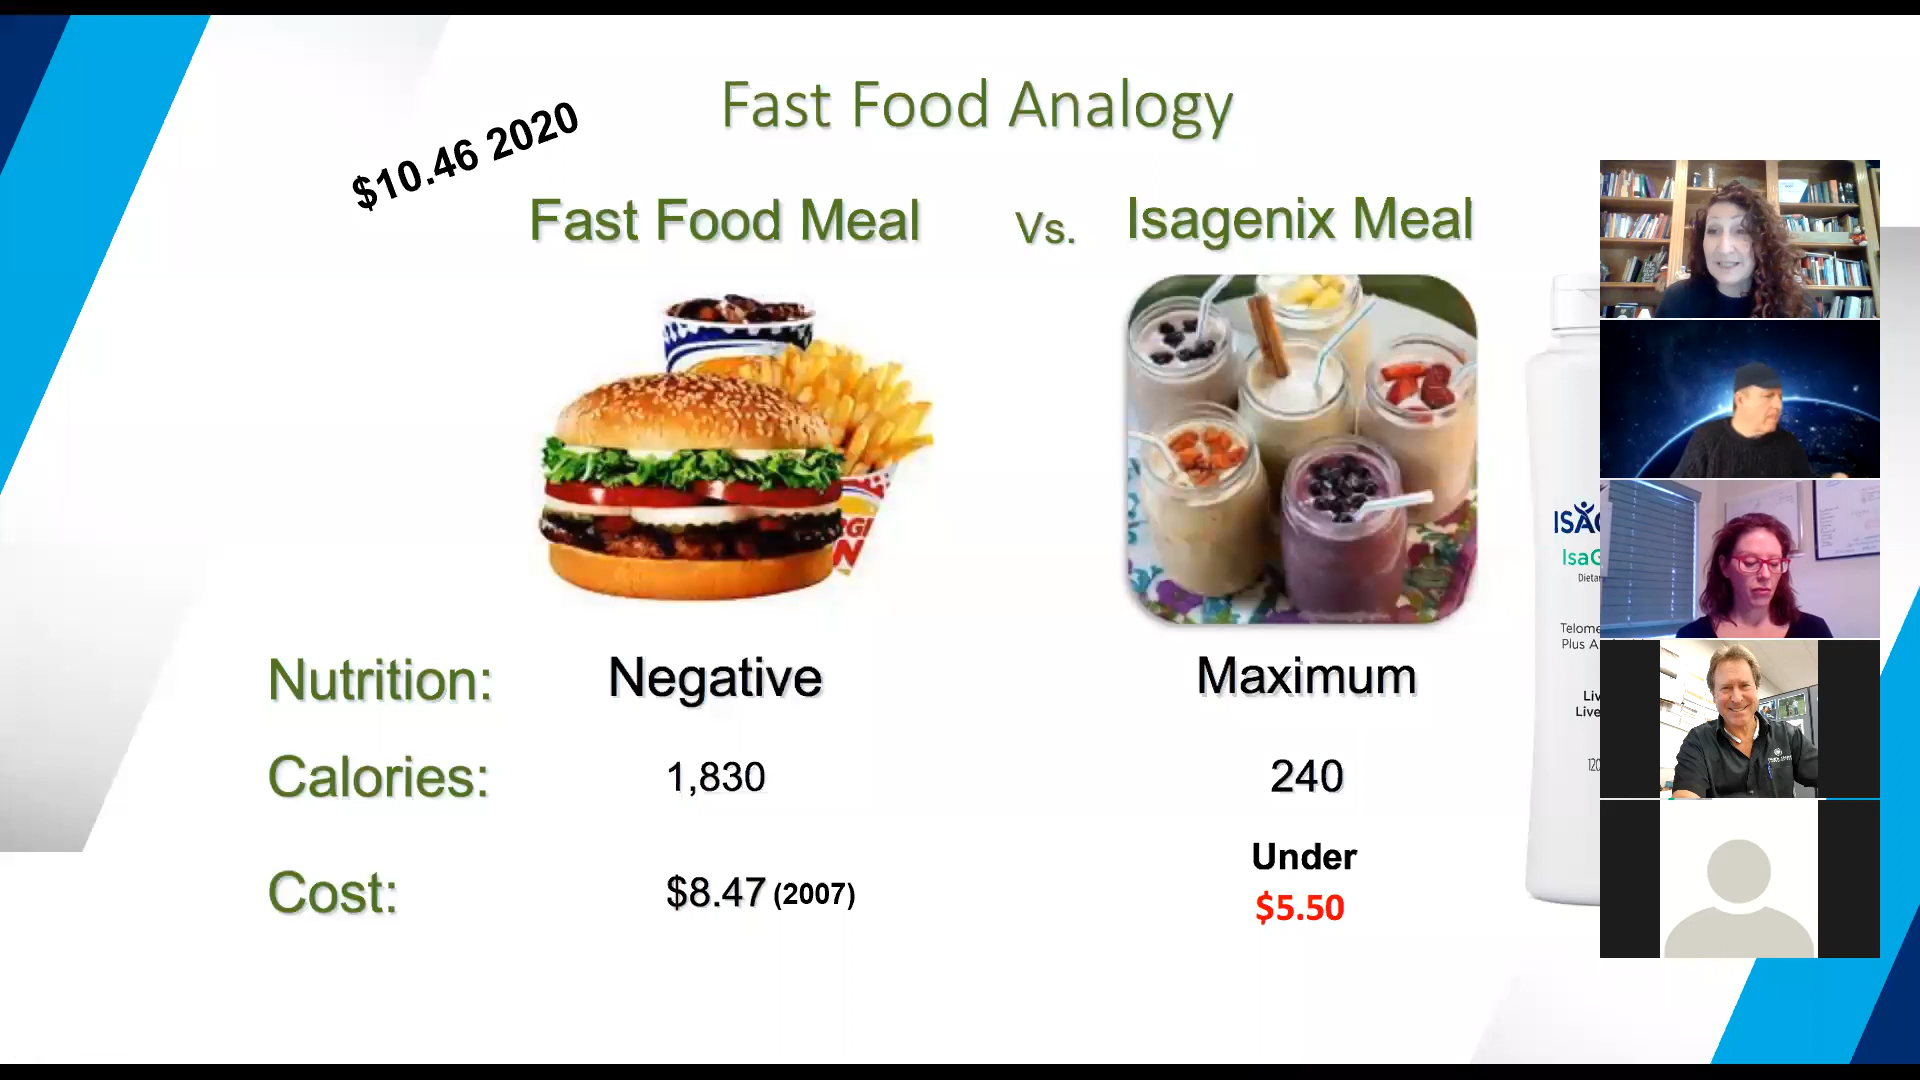 Fast Food Analogy
$10.46 2020
Fast Food Meal
Vs.
Isagenix Meal
Nutrition:
Negative
Maximum
Calories:
1,830
240
Cost:
$8.47 (2007)
Under
$5.50